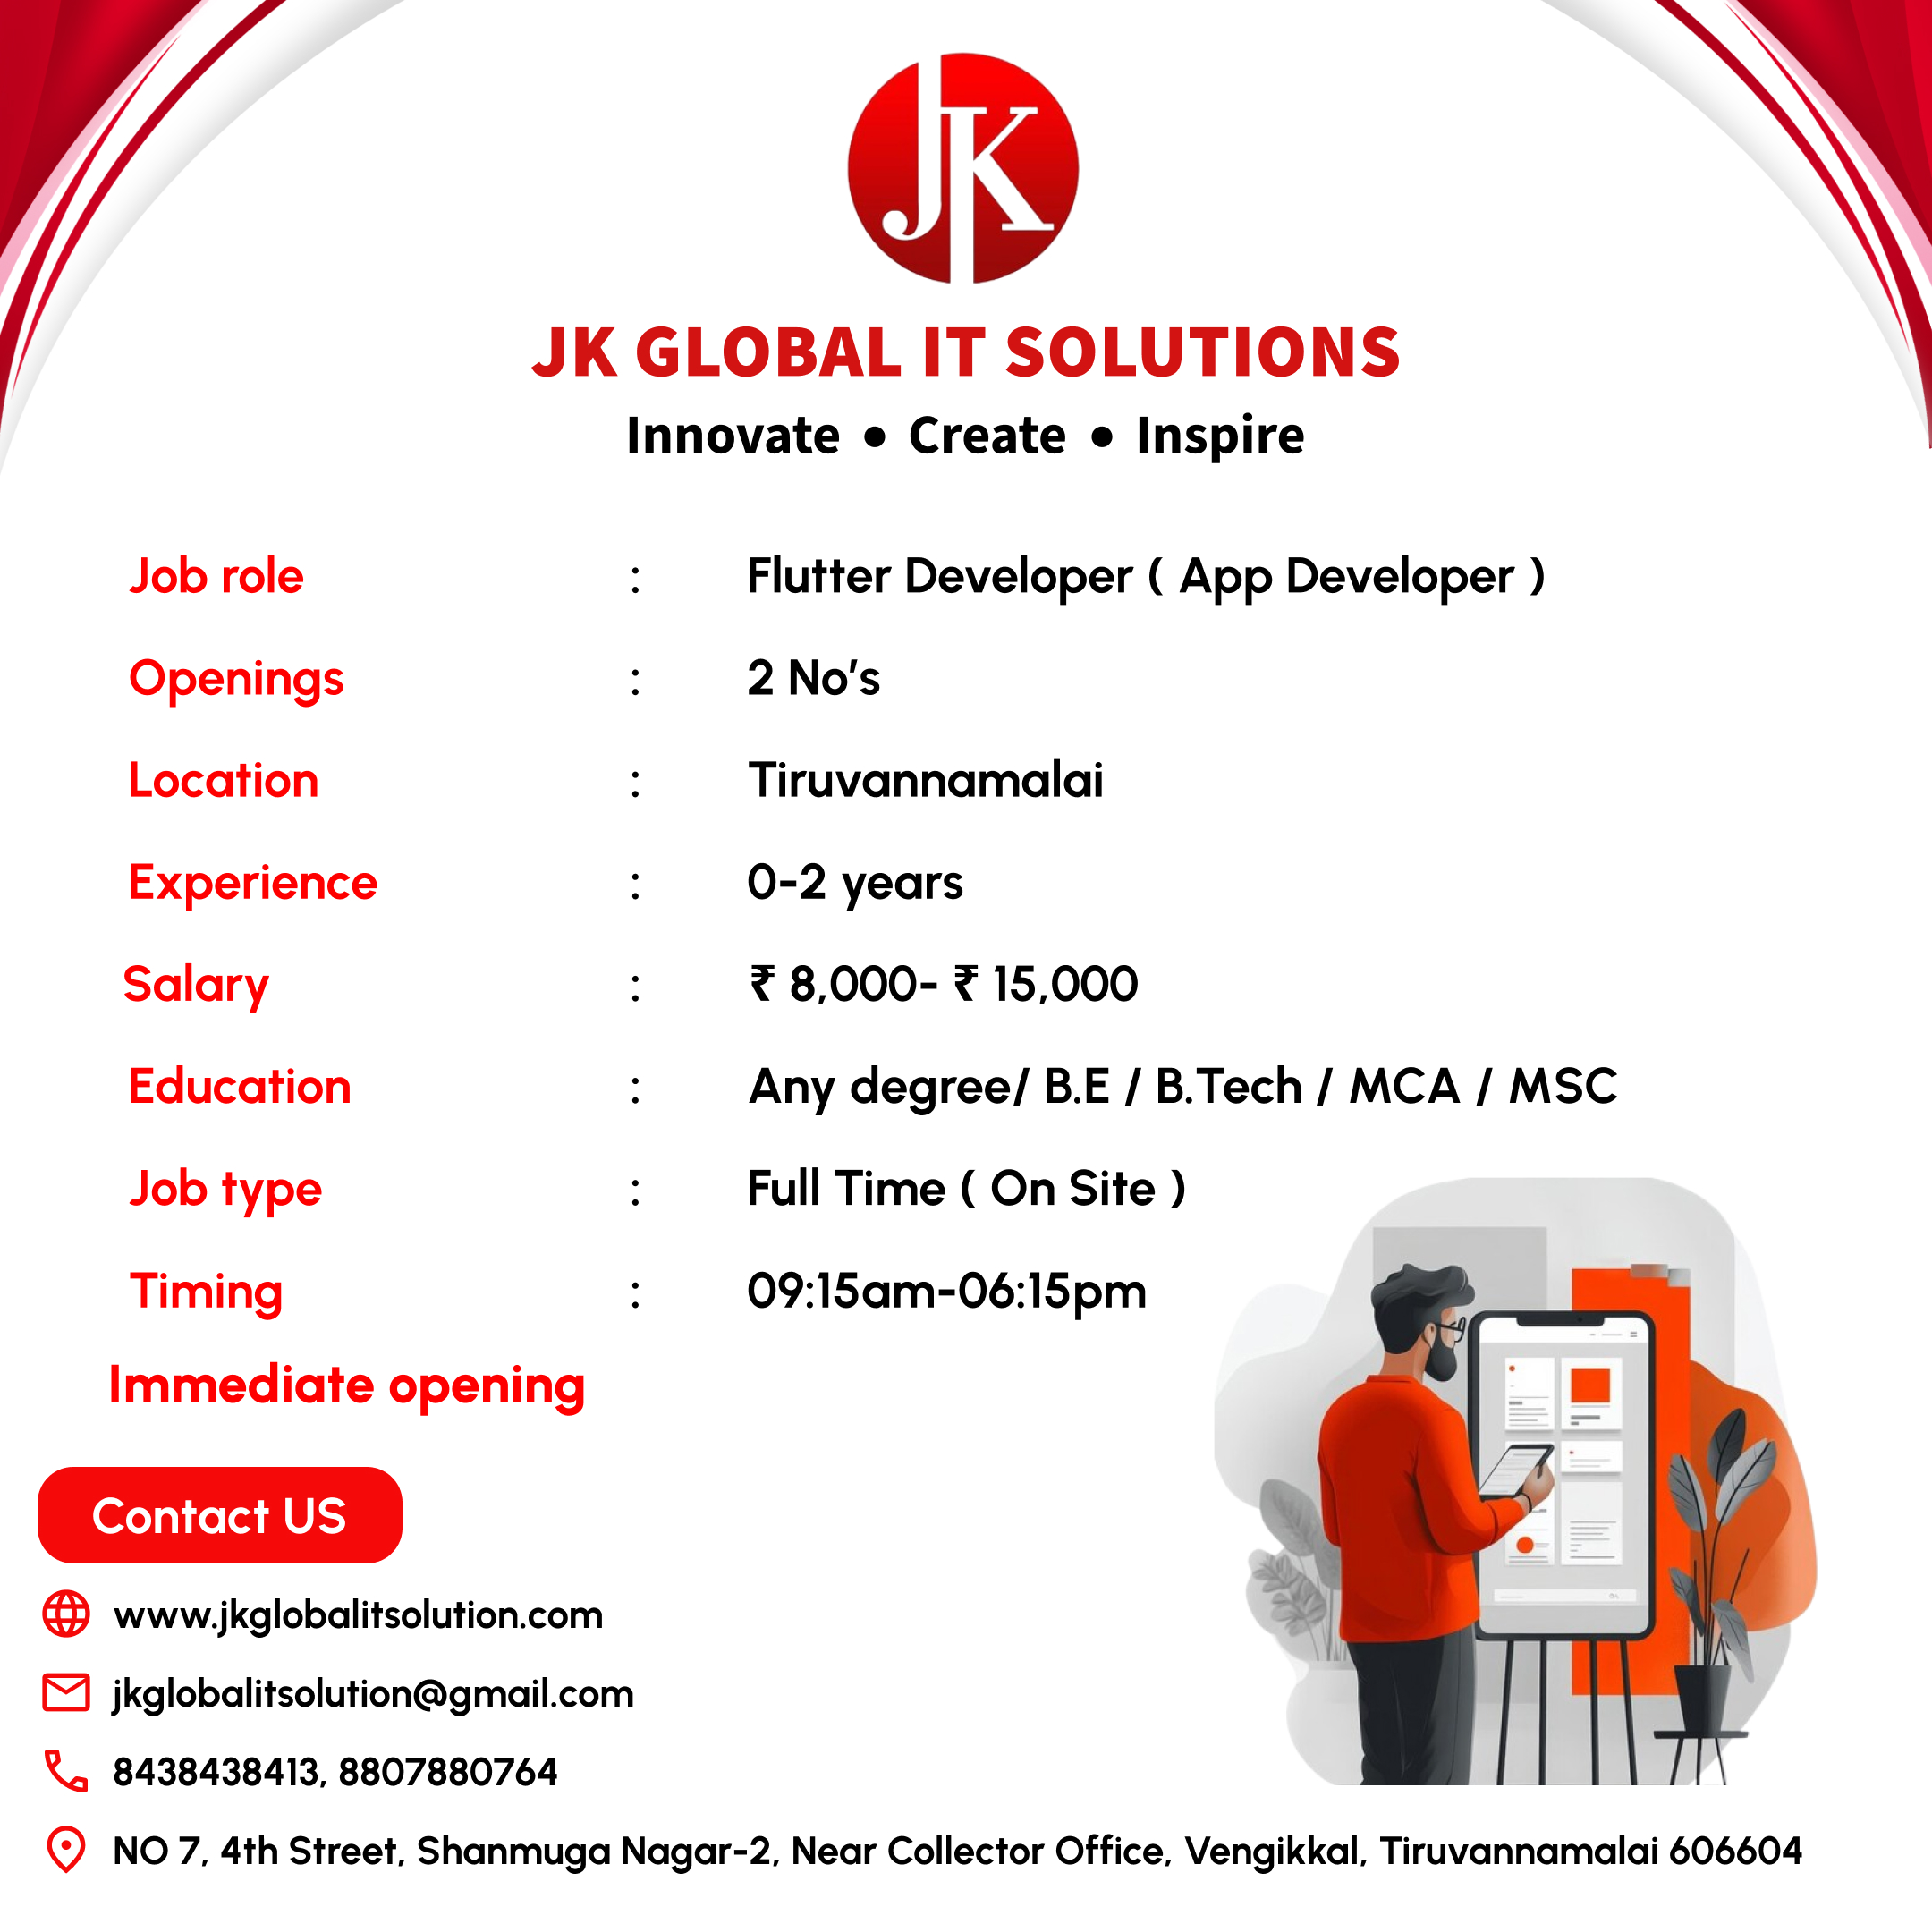 JK
JK GLOBAL IT SOLUTIONS
Innovate • Create • Inspire
Job role : Flutter Developer ( App Developer )
Openings : 2 No's
Location : Tiruvannamalai
Experience : 0-2 years
Salary : ₹ 8,000- ₹ 15,000
Education : Any degree/ B.E / B.Tech / MCA / MSC
Job type : Full Time ( On Site )
Timing : 09:15am-06:15pm
Immediate opening
Contact US
www.jkglobalitsolution.com
jkglobalitsolution@gmail.com
8438438413, 8807880764
NO 7, 4th Street, Shanmuga Nagar-2, Near Collector Office, Vengikkal, Tiruvannamalai 606604